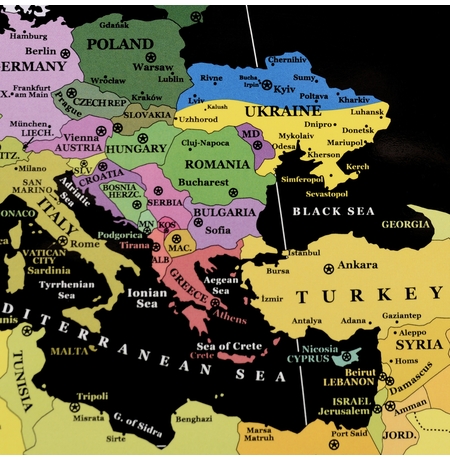 Hamburg
Gdańsk
Berlin
POLAND
Warsaw
GERMANY
Frankfurt
am Main
Wrocław
Lublin
Prague
CZECH REP.
Kraków
SLOVAKIA
Chernihiv
Rivne
Bucha
Irpin
Kyiv
Sumy
Poltava
Kharkiv
Lviv
Kalush
Uzhhorod
UKRAINE
Luhansk
Dnipro
Donetsk
Mykolaiv
Mariupol
Odesa
Kherson
Kerch
Simferopol
Sevastopol
München
LIECH.
Vienna
AUSTRIA
HUNGARY
Cluj-Napoca
MD
ROMANIA
Bucharest
Milano
SLV
CROATIA
SAN
MARINO
Adriatic
Sea
BOSNIA
HERZC.
SERBIA
BULGARIA
Sofia
BLACK SEA
GEORGIA
ITALY
Rome
VATICAN
CITY
Sardinia
Podgorica
MN
KOS
Tirana
MAC.
ALB
Tyrrhenian
Sea
Ionian
Sea
GREECE
Aegean
Sea
Athens
Istanbul
Bursa
Ankara
İzmir
TURKEY
Antalya
Adana
Gaziantep
Aleppo
SYRIA
Homs
Sea of Crete
Crete
Nicosia
CYPRUS
Beirut
LEBANON
Damascus
ISRAEL
Jerusalem
Amman
JORD.
MEDITERRANEAN SEA
MALTA
TUNISIA
Tripoli
Misrata
Sirte
G. of Sidra
Benghazi
Marsa
Matruh
Port Said